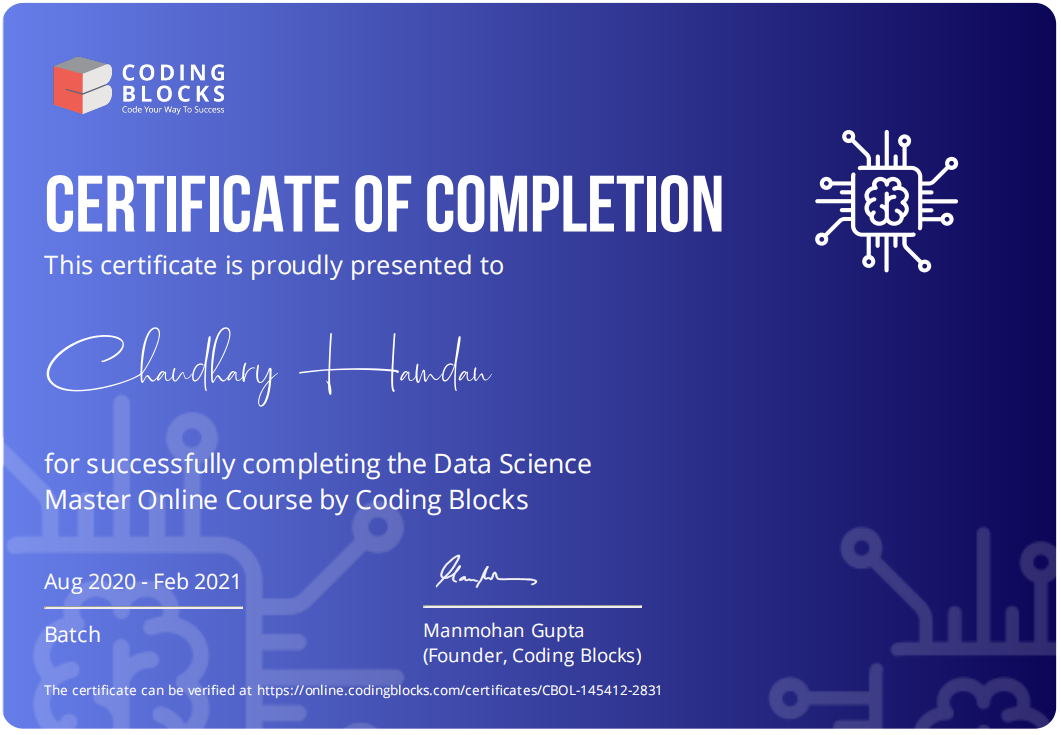 CODING
BLOCKS
Code Your Way To Success
CERTIFICATE OF COMPLETION
This certificate is proudly presented to
Chaudhary Hamdan
for successfully completing the Data Science
Master Online Course by Coding Blocks
Aug 2020 - Feb 2021
Batch
Manmohan Gupta
(Founder, Coding Blocks)
The certificate can be verified at https://online.codingblocks.com/certificates/CBOL-145412-2831